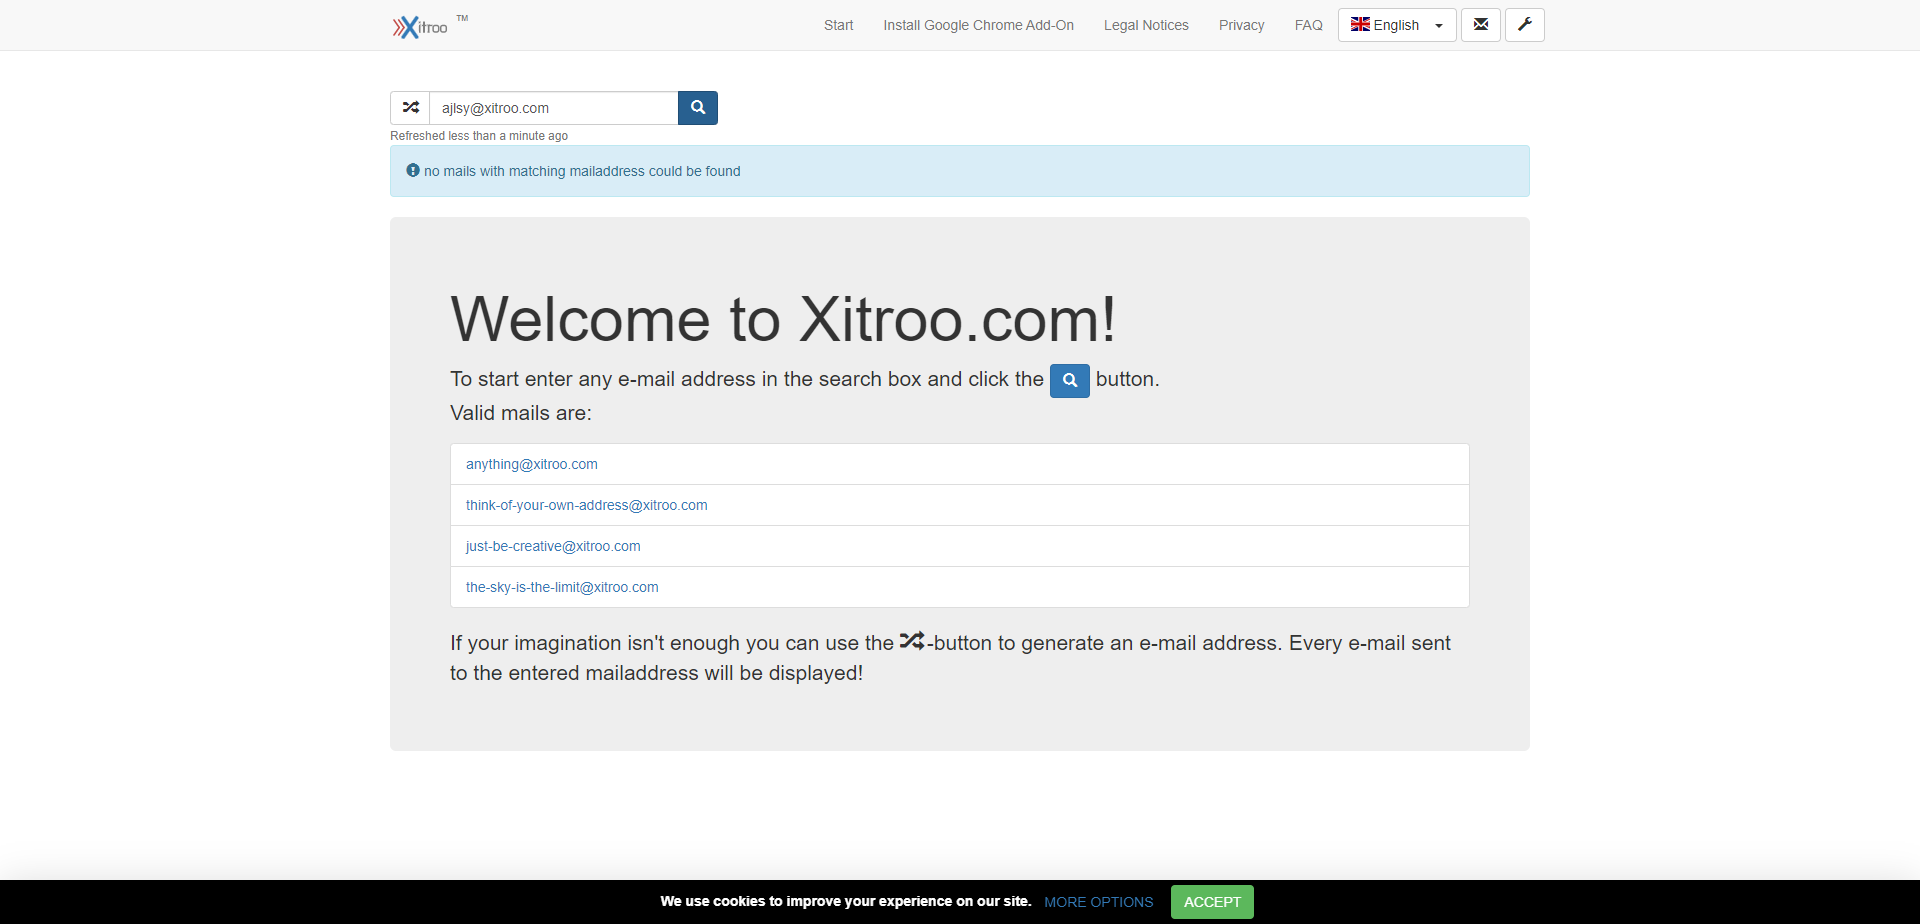 Xitroo TM
Start Install Google Chrome Add-On Legal Notices Privacy FAQ English
ajlsy@xitroo.com
Refreshed less than a minute ago
no mails with matching mailaddress could be found
Welcome to Xitroo.com!
To start enter any e-mail address in the search box and click the button.
Valid mails are:
anything@xitroo.com
think-of-your-own-address@xitroo.com
just-be-creative@xitroo.com
the-sky-is-the-limit@xitroo.com
If your imagination isn't enough you can use the -button to generate an e-mail address. Every e-mail sent
to the entered mailaddress will be displayed!
We use cookies to improve your experience on our site. MORE OPTIONS ACCEPT